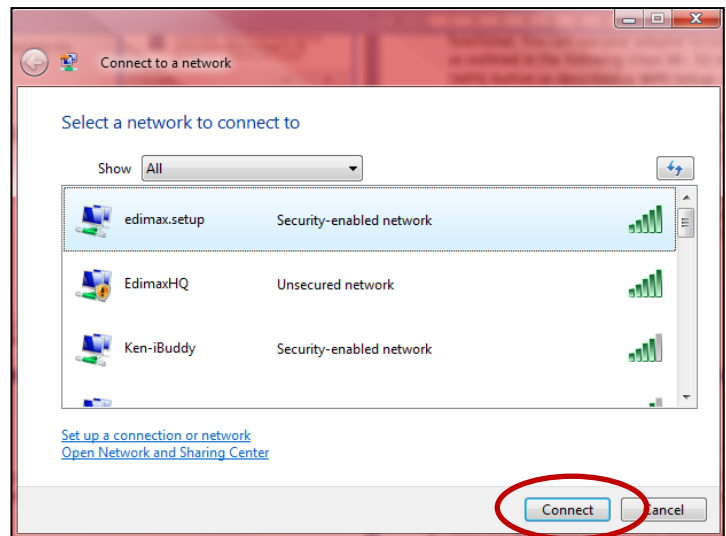 Connect to a network
Select a network to connect to
Show All
edimax.setup Security-enabled network
EdimaxHQ Unsecured network
Ken-iBuddy Security-enabled network
Set up a connection or network
Open Network and Sharing Center
Connect Cancel